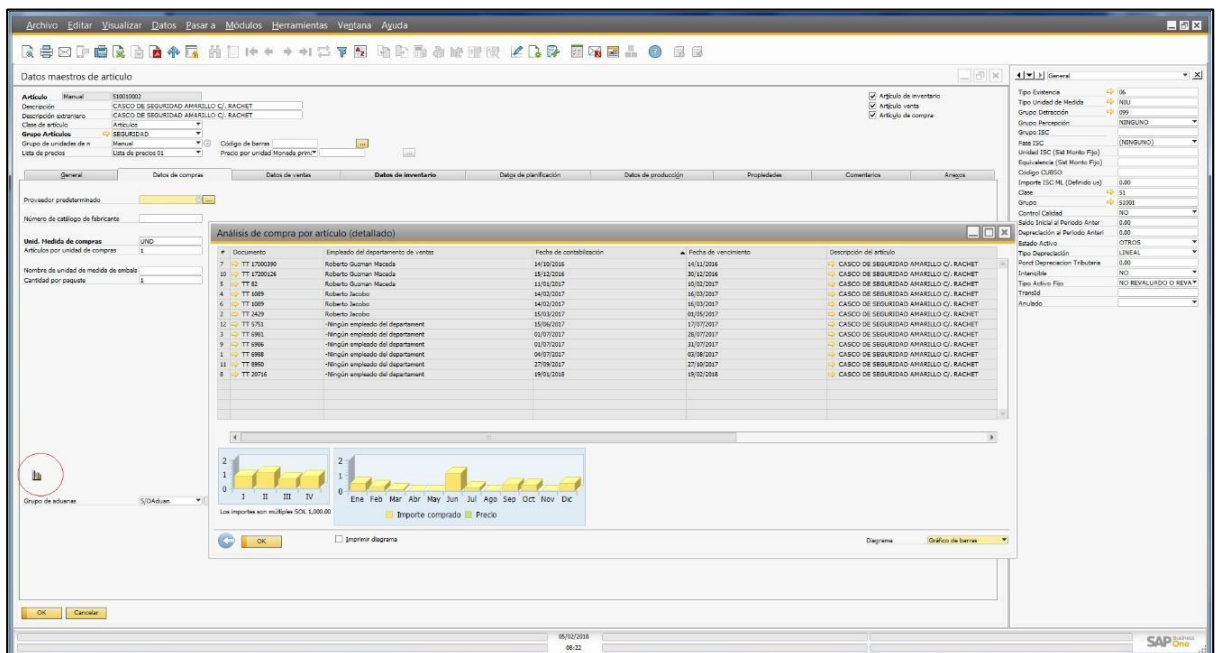 Archivo Editar Visualizar Datos Pasar a Módulos Herramientas Ventana Ayuda
Datos maestros de artículo
Artículo Manual 510010002
Descripción CASCO DE SEGURIDAD AMARILLO C/. RACHET
Descripción extranjero CASCO DE SEGURIDAD AMARILLO C/. RACHET
Clase de artículo Artículos
Grupo Artículos SEGURIDAD
Grupo de unidades de n Manual Código de barras
Lista de precios Lista de precios 01 Precio por unidad Moneda prim.
Artículo de inventario
Artículo venta
Artículo de compra
General Datos de compras Datos de ventas Datos de inventario Datos de planificación Datos de producción Propiedades Comentarios Anexos
Proveedor predeterminado
Número de catálogo de fabricante
Unid. Medida de compras UND
Artículos por unidad de compras 1
Nombre de unidad de medida de embala
Cantidad por paquete 1
Grupo de aduanas S/DAduan
OK Cancelar
Análisis de compra por artículo (detallado)
# Documento Empleado del departamento de ventas Fecha de contabilización Fecha de vencimiento Descripción del artículo
7 TT 17000390 Roberto Guzman Maceda 14/10/2016 14/11/2016 CASCO DE SEGURIDAD AMARILLO C/. RACHET
10 TT 17200126 Roberto Guzman Maceda 15/12/2016 30/12/2016 CASCO DE SEGURIDAD AMARILLO C/. RACHET
5 TT 82 Roberto Guzman Maceda 11/01/2017 10/02/2017 CASCO DE SEGURIDAD AMARILLO C/. RACHET
4 TT 1089 Roberto Jacobo 14/02/2017 16/03/2017 CASCO DE SEGURIDAD AMARILLO C/. RACHET
6 TT 1089 Roberto Jacobo 14/02/2017 16/03/2017 CASCO DE SEGURIDAD AMARILLO C/. RACHET
2 TT 2429 Roberto Jacobo 15/03/2017 01/05/2017 CASCO DE SEGURIDAD AMARILLO C/. RACHET
12 TT 5751 -Ningún empleado del department 15/06/2017 17/07/2017 CASCO DE SEGURIDAD AMARILLO C/. RACHET
3 TT 6961 -Ningún empleado del department 01/07/2017 28/07/2017 CASCO DE SEGURIDAD AMARILLO C/. RACHET
9 TT 6986 -Ningún empleado del department 01/07/2017 31/07/2017 CASCO DE SEGURIDAD AMARILLO C/. RACHET
1 TT 6988 -Ningún empleado del department 04/07/2017 03/08/2017 CASCO DE SEGURIDAD AMARILLO C/. RACHET
11 TT 8950 -Ningún empleado del department 27/09/2017 27/10/2017 CASCO DE SEGURIDAD AMARILLO C/. RACHET
8 TT 20716 -Ningún empleado del department 19/01/2018 19/02/2018 CASCO DE SEGURIDAD AMARILLO C/. RACHET
2
1
0
I II III IV
Los importes son múltiples SOL 1,000.00
2
1
0
Ene Feb Mar Abr May Jun Jul Ago Sep Oct Nov Dic
Importe comprado Precio
OK Imprimir diagrama Diagrama Gráfico de barras
General
Tipo Existencia 06
Tipo Unidad de Medida NIU
Grupo Detracción 099
Grupo Percepción NINGUNO
Grupo ISC
Fase ISC (NINGUNO)
Unidad ISC (Sist Monto Fijo)
Equivalencia (Sist Monto Fijo)
Código CUBSO
Importe ISC ML (Definido us) 0.00
Clase 51
Grupo 51001
Control Calidad NO
Saldo Inicial al Periodo Anter 0.00
Depreciación al Periodo Anteri 0.00
Estado Activo OTROS
Tipo Depreciación LINEAL
Porct Depreciacion Tributaria 0.00
Intangible NO
Tipo Activo Fijo NO REVALUADO O REVA
TransId
Anulado
05/02/2018
08:22
SAP Business One